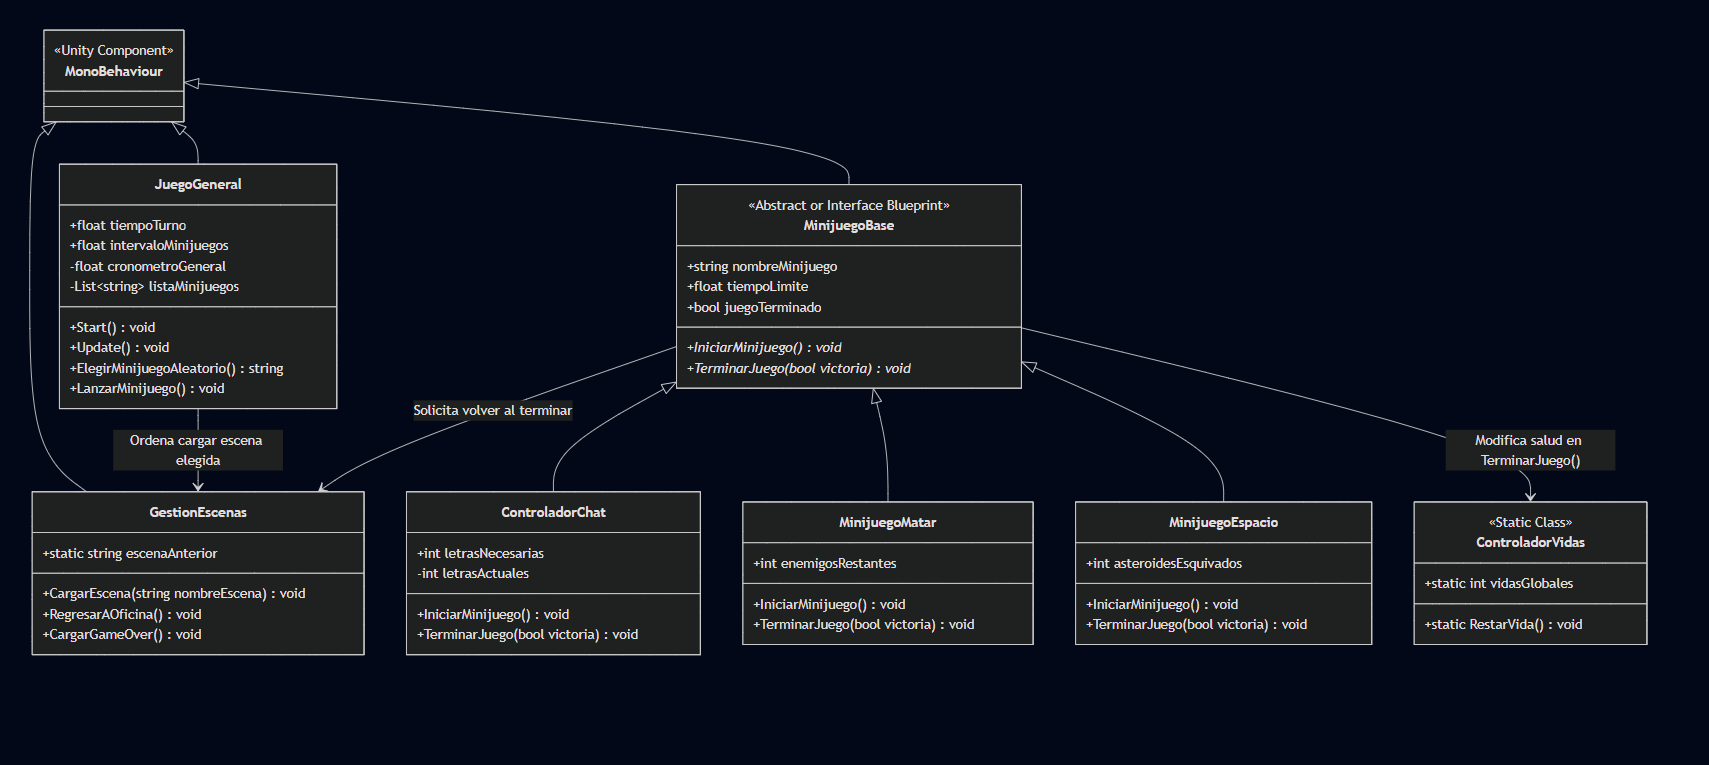 «Unity Component»
MonoBehaviour
JuegoGeneral
+float tiempoTurno
+float intervaloMinijuegos
-float cronometroGeneral
-List<string> listaMinijuegos
+Start() : void
+Update() : void
+ElegirMinijuegoAleatorio() : string
+LanzarMinijuego() : void
«Abstract or Interface Blueprint»
MinijuegoBase
+string nombreMinijuego
+float tiempoLimite
+bool juegoTerminado
+IniciarMinijuego() : void
+TerminarJuego(bool victoria) : void
Solicita volver al terminar
Ordena cargar escena
elegida
Modifica salud en
TerminarJuego()
GestionEscenas
+static string escenaAnterior
+CargarEscena(string nombreEscena) : void
+RegresarAOficina() : void
+CargarGameOver() : void
ControladorChat
+int letrasNecesarias
-int letrasActuales
+IniciarMinijuego() : void
+TerminarJuego(bool victoria) : void
MinijuegoMatar
+int enemigosRestantes
+IniciarMinijuego() : void
+TerminarJuego(bool victoria) : void
MinijuegoEspacio
+int asteroidesEsquivados
+IniciarMinijuego() : void
+TerminarJuego(bool victoria) : void
«Static Class»
ControladorVidas
+static int vidasGlobales
+static RestarVida() : void